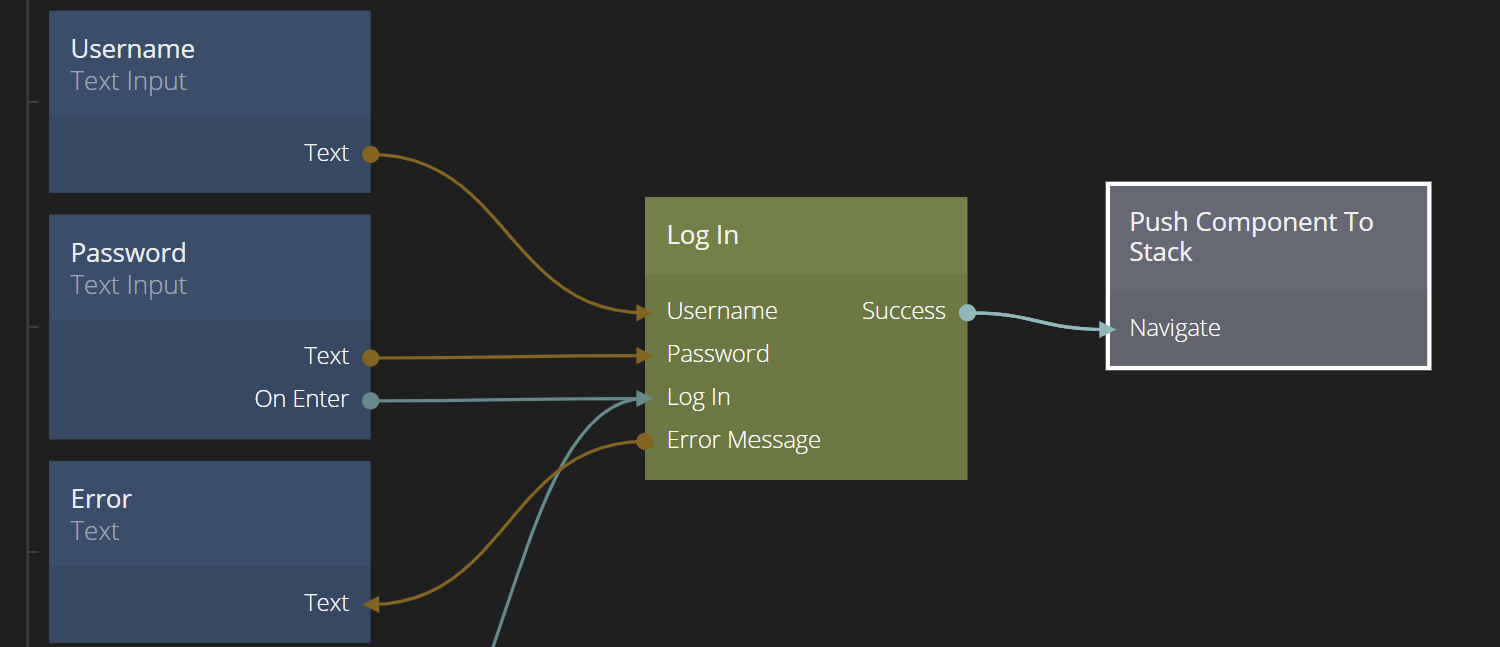 Username
Text Input
Text
Password
Text Input
Text
On Enter
Error
Text
Text
Log In
Username
Success
Password
Log In
Error Message
Push Component To
Stack
Navigate